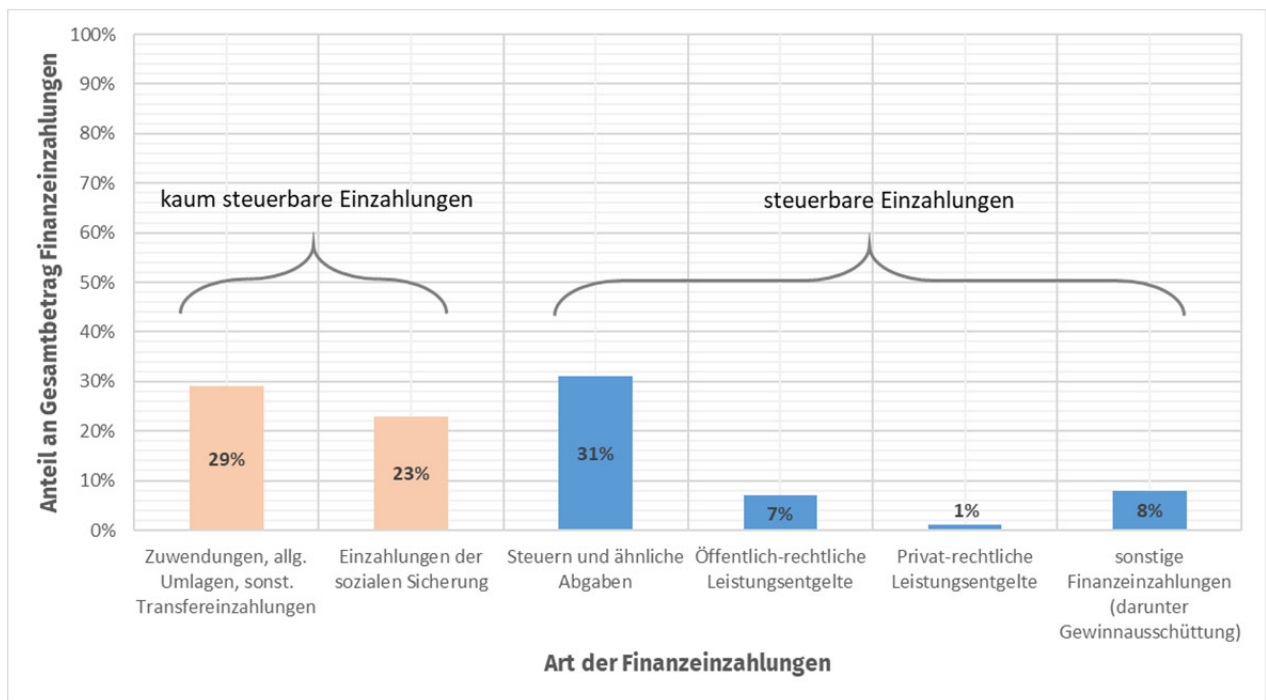 Anteil an Gesamtbetrag Finanzeinzahlungen
100%
90%
80%
70%
60%
50%
40%
30%
20%
10%
0%
kaum steuerbare Einzahlungen
steuerbare Einzahlungen
29%
23%
31%
7%
1%
8%
Zuwendungen, allg.
Umlagen, sonst.
Transfereinzahlungen
Einzahlungen der
sozialen Sicherung
Steuern und ähnliche
Abgaben
Öffentlich-rechtliche
Leistungsentgelte
Privat-rechtliche
Leistungsentgelte
sonstige
Finanzeinzahlungen
(darunter
Gewinnausschüttung)
Art der Finanzeinzahlungen